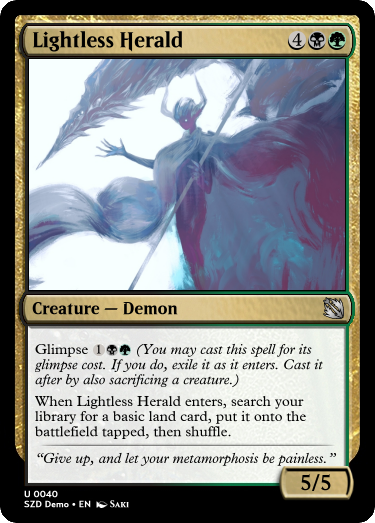 Lightless Herald 4
Creature — Demon
Glimpse 1 (You may cast this spell for its
glimpse cost. If you do, exile it as it enters. Cast it
after by also sacrificing a creature.)
When Lightless Herald enters, search your
library for a basic land card, put it onto the
battlefield tapped, then shuffle.
“Give up, and let your metamorphosis be painless.”
5/5
U 0040
SZD Demo • EN Saki